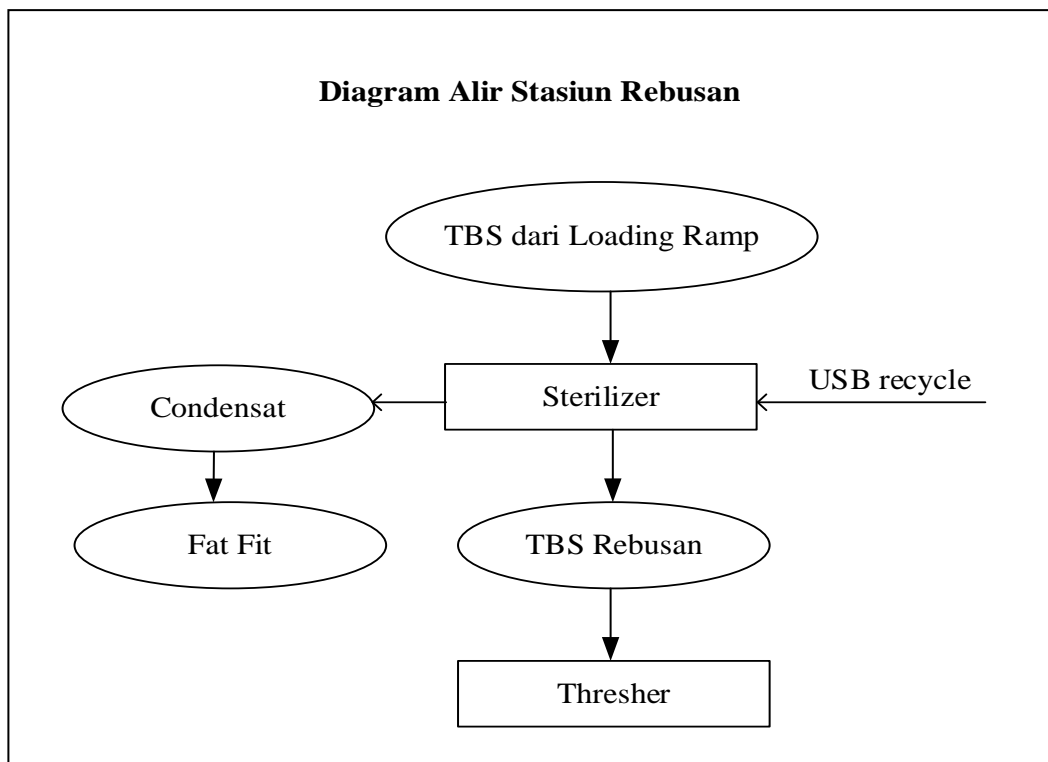 Diagram Alir Stasiun Rebusan
TBS dari Loading Ramp
Sterilizer
USB recycle
Condensat
Fat Fit
TBS Rebusan
Thresher